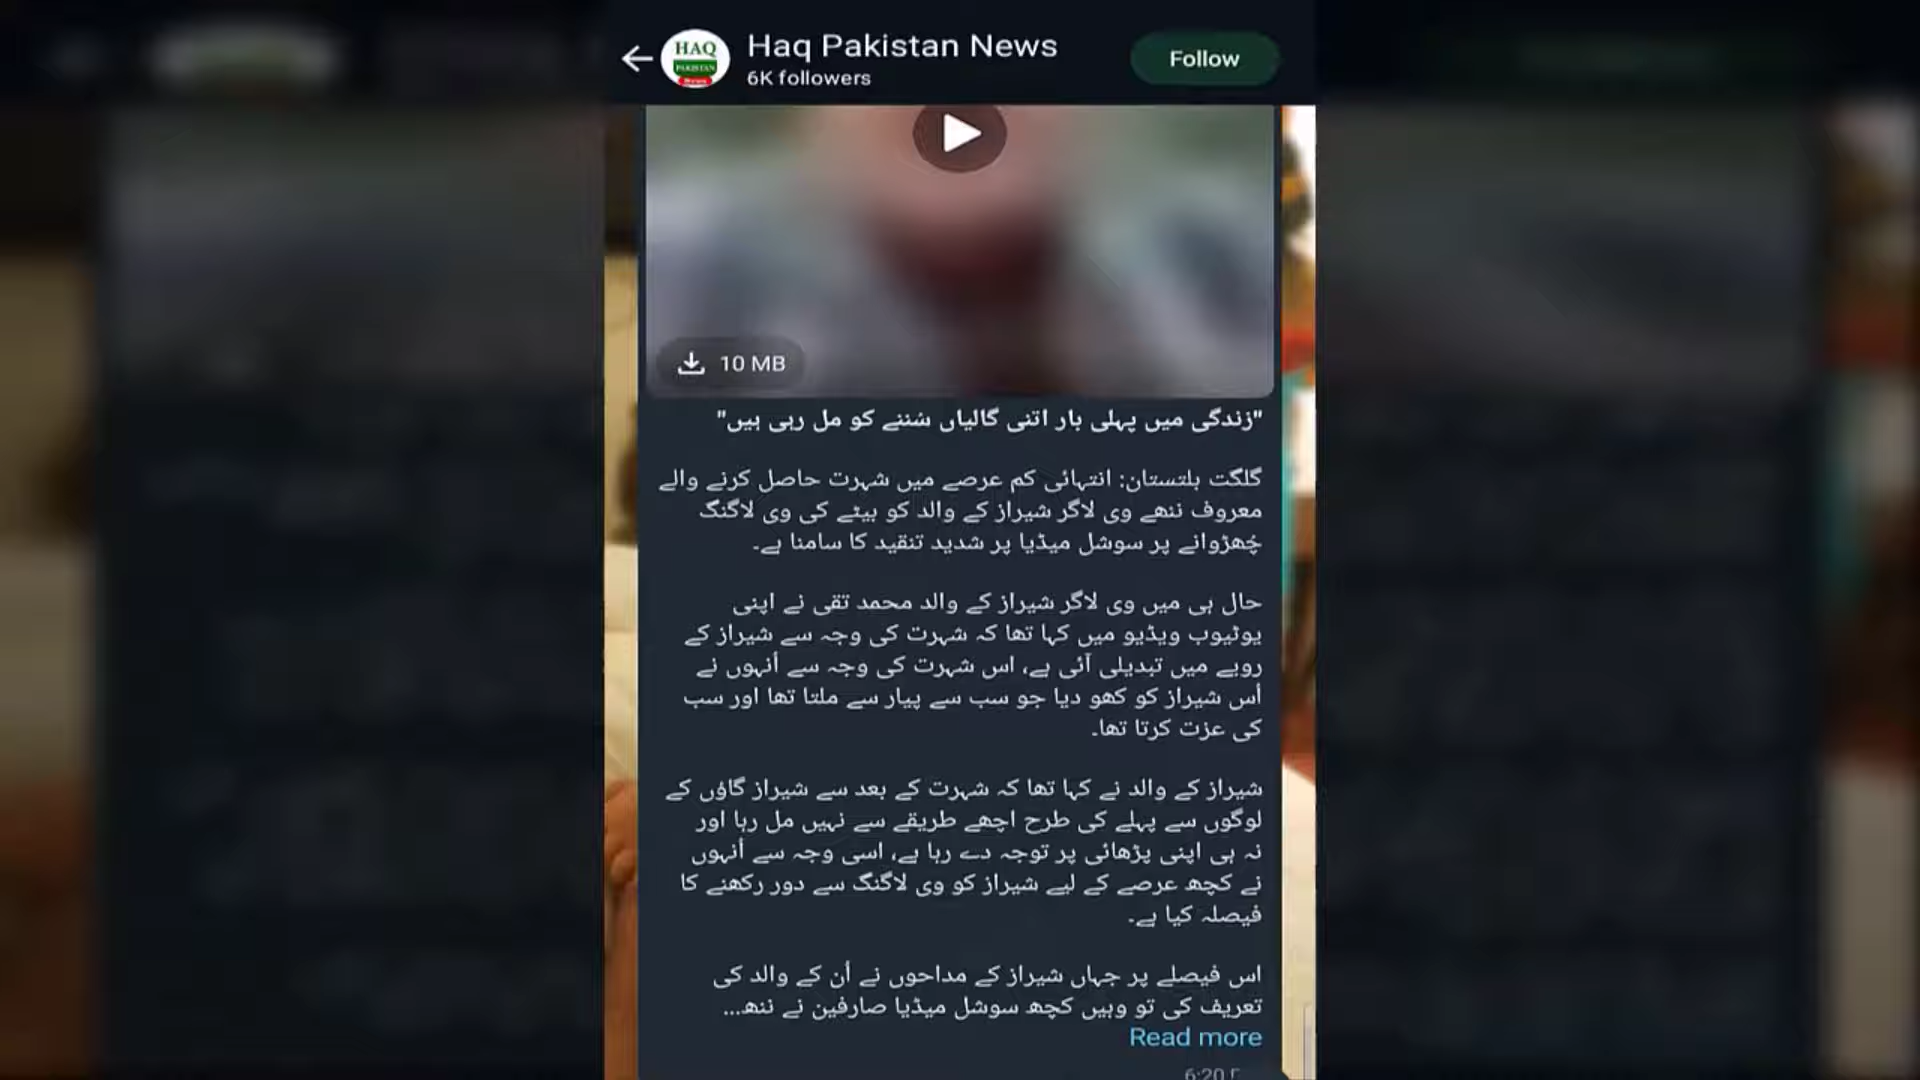 Haq Pakistan News
6K followers
Follow
HAQ
PAKISTAN
News
10 MB
"زندگی میں پہلی بار اتنی گالیاں سُننے کو مل رہی ہیں"
گلگت بلتستان: انتہائی کم عرصے میں شہرت حاصل کرنے والے
معروف ننھے وی لاگر شیراز کے والد کو بیٹے کی وی لاگنگ
چُھڑوانے پر سوشل میڈیا پر شدید تنقید کا سامنا ہے۔
حال ہی میں وی لاگر شیراز کے والد محمد تقی نے اپنی
یوٹیوب ویڈیو میں کہا تھا کہ شہرت کی وجہ سے شیراز کے
رویے میں تبدیلی آئی ہے، اس شہرت کی وجہ سے اُنہوں نے
اُس شیراز کو کھو دیا جو سب سے پیار سے ملتا تھا اور سب
کی عزت کرتا تھا۔
شیراز کے والد نے کہا تھا کہ شہرت کے بعد سے شیراز گاؤں کے
لوگوں سے پہلے کی طرح اچھے طریقے سے نہیں مل رہا اور
نہ ہی اپنی پڑھائی پر توجہ دے رہا ہے، اسی وجہ سے اُنہوں
نے کچھ عرصے کے لیے شیراز کو وی لاگنگ سے دور رکھنے کا
فیصلہ کیا ہے۔
اس فیصلے پر جہاں شیراز کے مداحوں نے اُن کے والد کی
تعریف کی تو وہیں کچھ سوشل میڈیا صارفین نے ننھ...
Read more
6:20